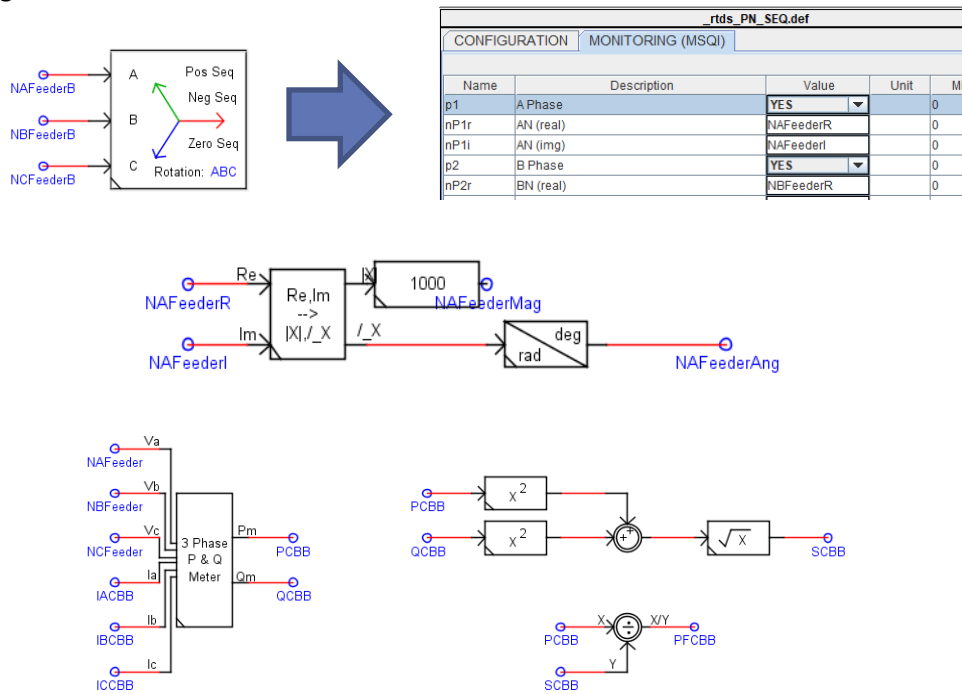 _rtds_PN_SEQ.def
CONFIGURATION MONITORING (MSQI)
Name Description Value Unit
p1 A Phase YES 0
nP1r AN (real) NAFeederR 0
nP1i AN (img) NAFeederI 0
p2 B Phase YES 0
nP2r BN (real) NBFeederR 0
NAFeederB
NBFeederB
NCFeederB
A Pos Seq
Neg Seq
B
Zero Seq
C Rotation: ABC
Re
NAFeederR
Im
NAFeederI
Re,Im
-->
|X|,/_X
|X|
/_X
1000
NAFeederMag
deg
rad
NAFeederAng
Va
NAFeeder
Vb
NBFeeder
Vc
NCFeeder
Ia
IACBB
Ib
IBCBB
Ic
ICCBB
3 Phase
P & Q
Meter
Pm
PCBB
Qm
QCBB
PCBB
X²
QCBB
X²
+ +
√X
SCBB
PCBB
X
÷
X/Y
PFCBB
Y
SCBB